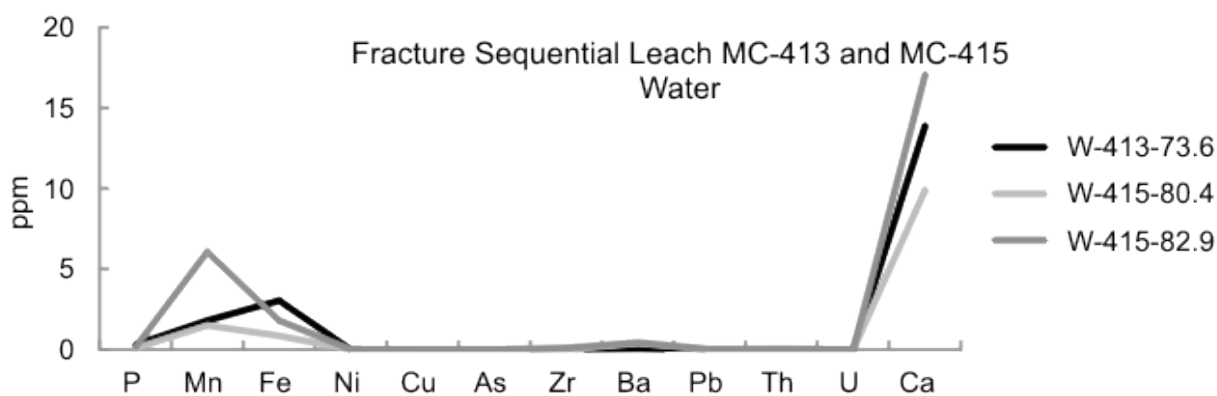 Fracture Sequential Leach MC-413 and MC-415
Water
20
15
10
5
0
ppm
P Mn Fe Ni Cu As Zr Ba Pb Th U Ca
W-413-73.6
W-415-80.4
W-415-82.9